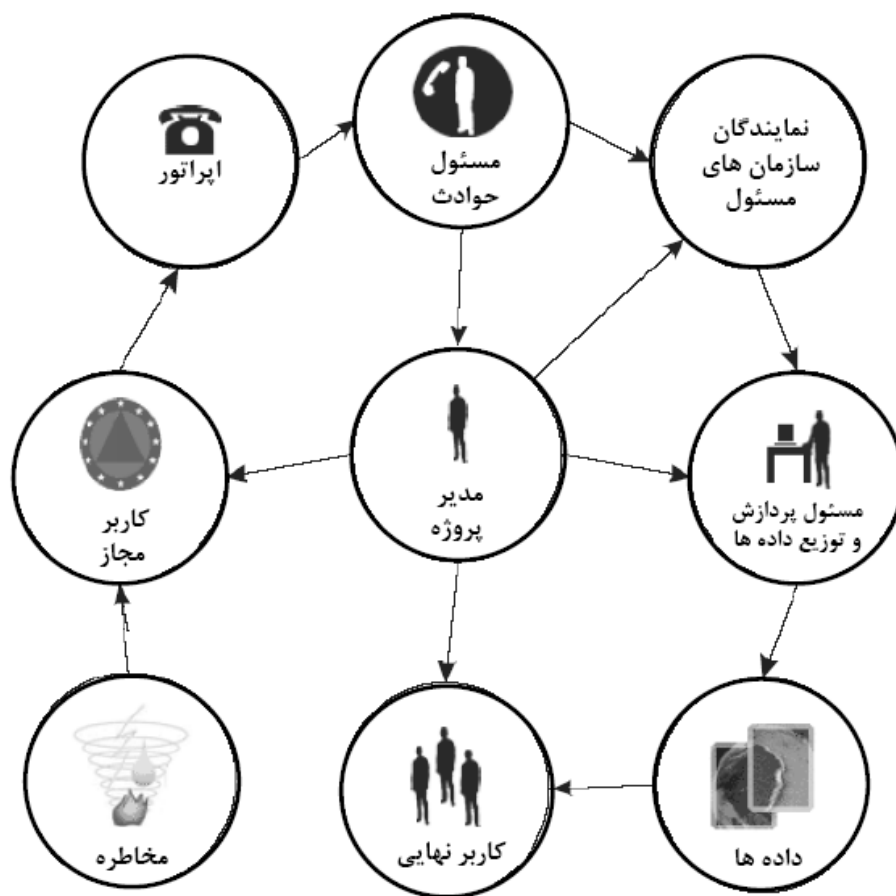 اپراتور
مسئول
حوادث
نمایندگان
سازمان های
مسئول
کاربر
مجاز
مدیر
پروژه
مسئول پردازش
و توزیع داده ها
مخاطره
کاربر نهایی
داده ها